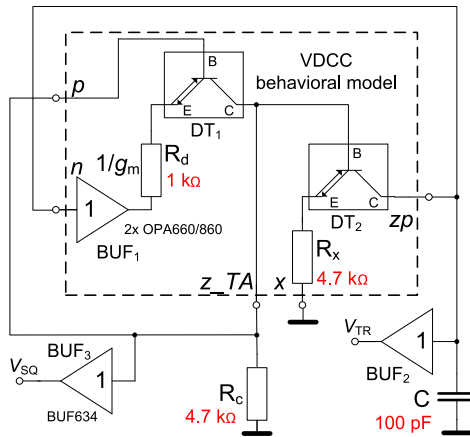 p
B
E
C
DT1
VDCC
behavioral model
n
1/gm
Rd
1 kΩ
1
BUF1
2x OPA660/860
B
E
C
DT2
zp
Rx
4.7 kΩ
z_TA
x
VTR
1
BUF2
BUF3
VSQ
1
BUF634
Rc
4.7 kΩ
C
100 pF